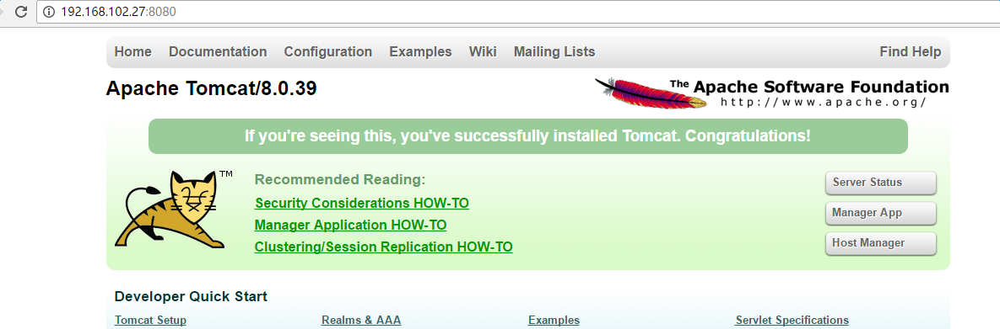 192.168.102.27:8080
Home Documentation Configuration Examples Wiki Mailing Lists Find Help
Apache Tomcat/8.0.39
The Apache Software Foundation
http://www.apache.org/
If you're seeing this, you've successfully installed Tomcat. Congratulations!
TM
Recommended Reading:
Security Considerations HOW-TO
Manager Application HOW-TO
Clustering/Session Replication HOW-TO
Server Status
Manager App
Host Manager
Developer Quick Start
Tomcat Setup Realms & AAA Examples Servlet Specifications